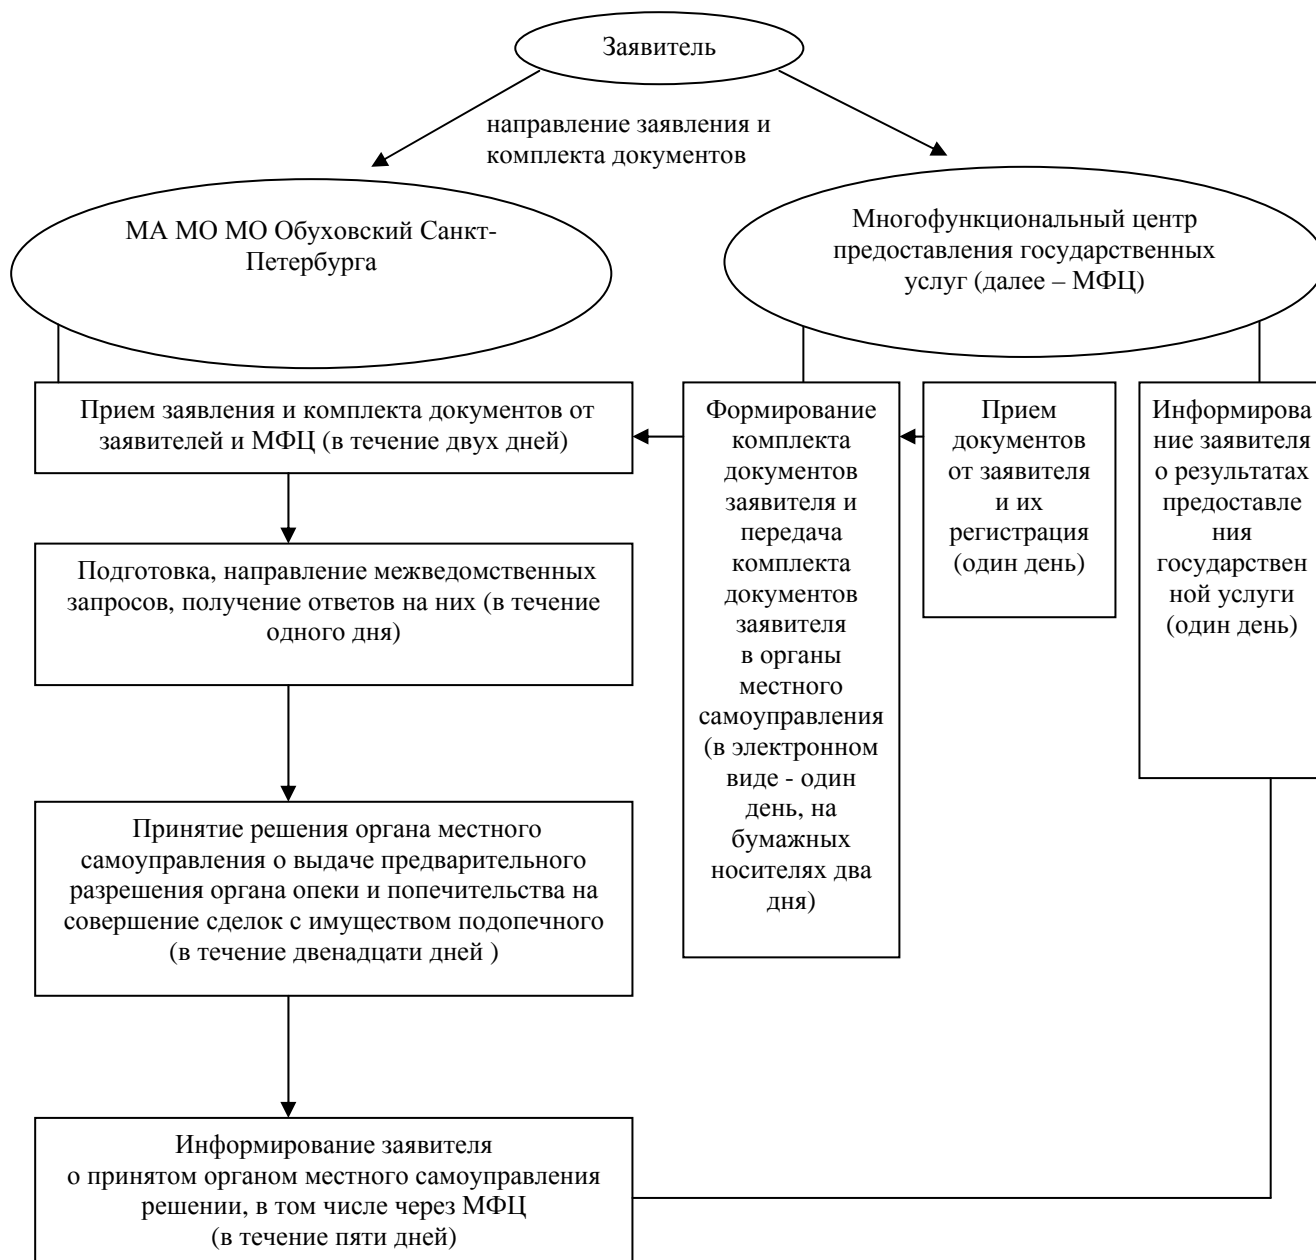 Заявитель
направление заявления и
комплекта документов
МА МО МО Обуховский Санкт-
Петербурга
Многофункциональный центр
предоставления государственных
услуг (далее – МФЦ)
Прием заявления и комплекта документов от
заявителей и МФЦ (в течение двух дней)
Формирование
комплекта
документов
заявителя и
передача
комплекта
документов
заявителя
в органы
местного
самоуправления
(в электронном
виде - один
день, на
бумажных
носителях два
дня)
Прием
документов
от заявителя
и их
регистрация
(один день)
Информирова
ние заявителя
о результатах
предоставле
ния
государствен
ной услуги
(один день)
Подготовка, направление межведомственных
запросов, получение ответов на них (в течение
одного дня)
Принятие решения органа местного
самоуправления о выдаче предварительного
разрешения органа опеки и попечительства на
совершение сделок с имуществом подопечного
(в течение двенадцати дней )
Информирование заявителя
о принятом органом местного самоуправления
решении, в том числе через МФЦ
(в течение пяти дней)